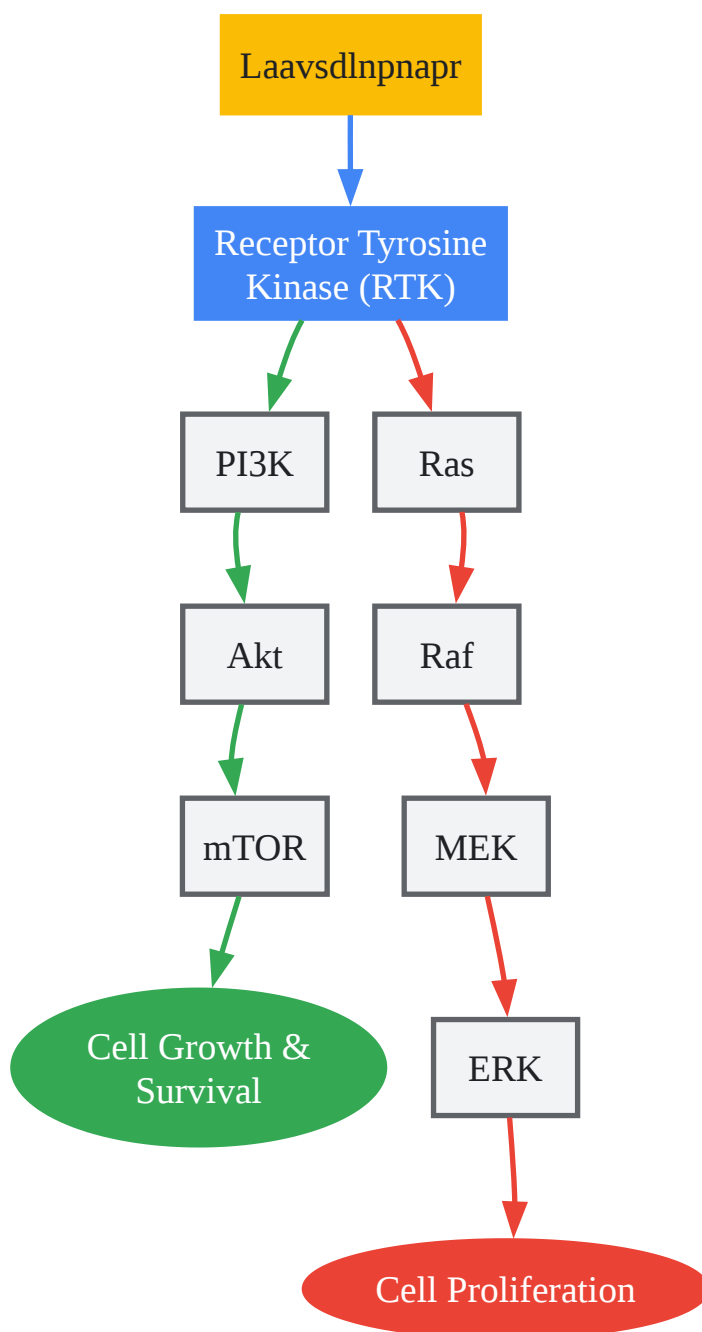 Laavsdlnpnapr
Receptor Tyrosine
Kinase (RTK)
PI3K
Ras
Akt
Raf
mTOR
MEK
Cell Growth &
Survival
ERK
Cell Proliferation